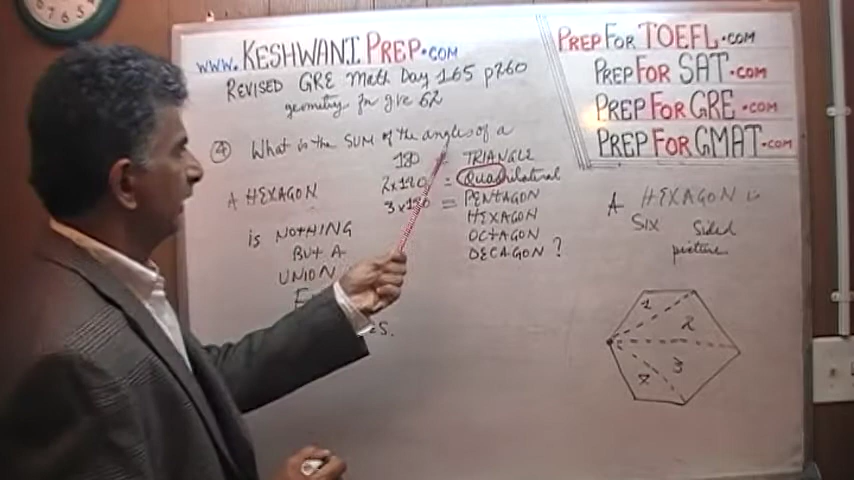 www.KESHWANIPREP.COM
REVISED GRE Math Day 165 p260
geometry for gre 62
④ What is the SUM of the angles of a
180 = TRIANGLE
2x180 = Quadrilateral
3x180 = PENTAGON
HEXAGON
OCTAGON
DECAGON ?
A HEXAGON
is NOTHING
BUT A
UNION
S.
PREPFORTOEFL.COM
PREPFORSAT.COM
PREPFORGRE.COM
PREPFORGMAT.COM
A HEXAGON is
SIX Sided
picture
1
2
3
4